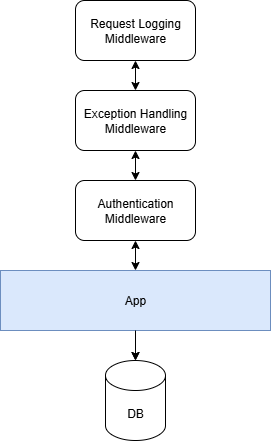 Request Logging
Middleware
Exception Handling
Middleware
Authentication
Middleware
App
DB